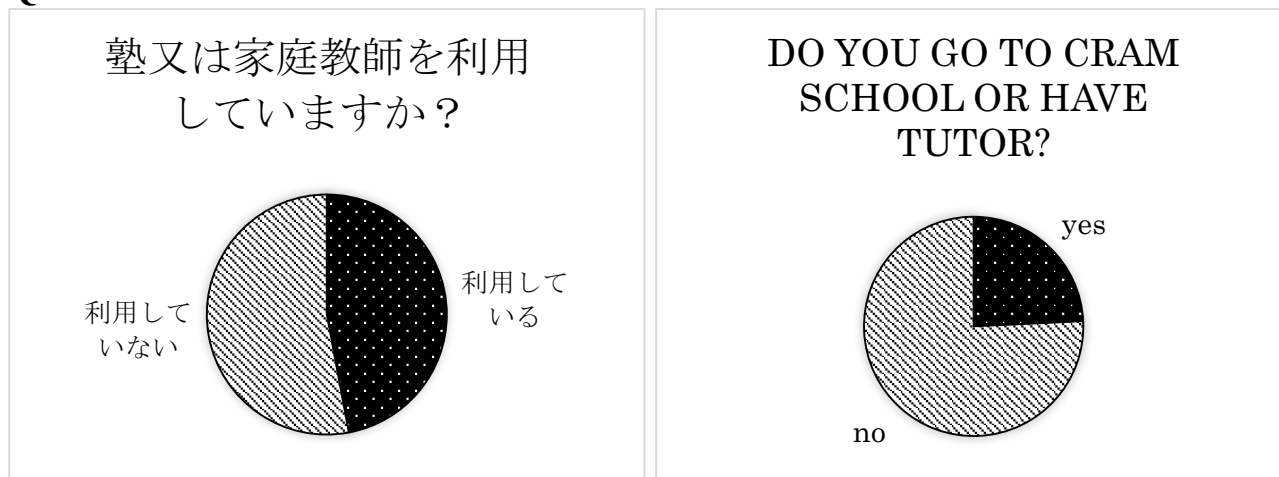 塾又は家庭教師を利用
していますか？
利用して
いる
利用して
いない
DO YOU GO TO CRAM
SCHOOL OR HAVE
TUTOR?
yes
no